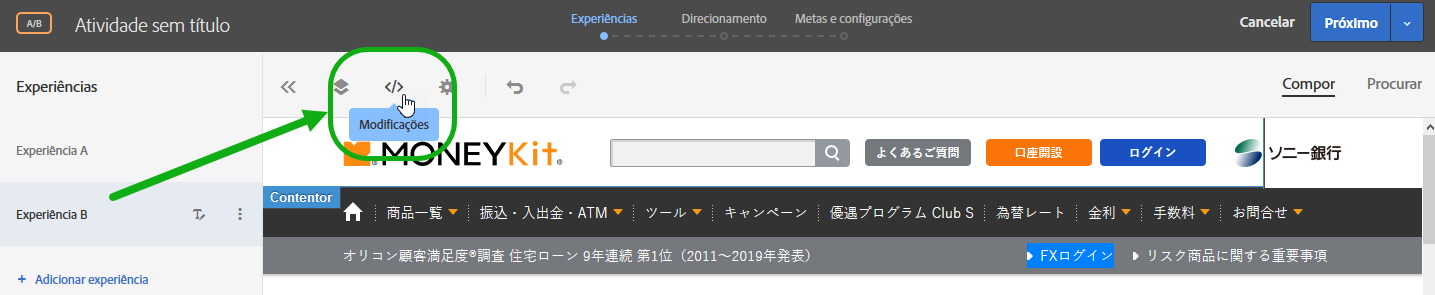 A/B
Atividade sem título
Experiências
Direcionamento
Metas e configurações
Cancelar
Próximo
Experiências
Compor
Procurar
Modificações
Experiência A
Experiência B
Adicionar experiência
MONEYKit
よくあるご質問
口座開設
ログイン
ソニー銀行
Contentor
商品一覧
振込・入出金・ATM
ツール
キャンペーン
優遇プログラム Club S
為替レート
金利
手数料
お問合せ
オリコン顧客満足度®調査 住宅ローン 9年連続 第1位（2011～2019年発表）
FXログイン
リスク商品に関する重要事項